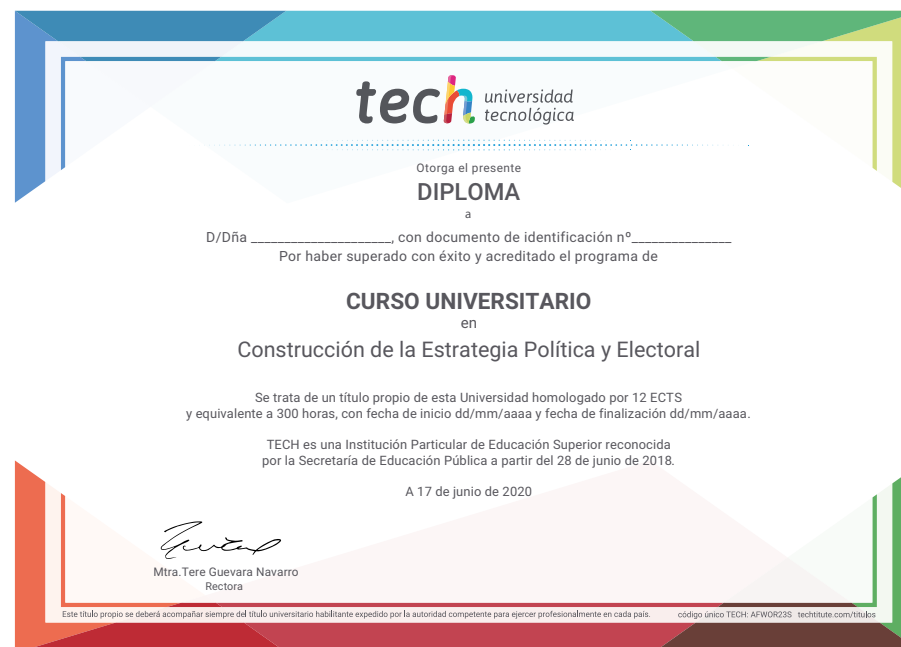 tech universidad
tecnológica
Otorga el presente
DIPLOMA
a
D/Dña ______________________, con documento de identificación nº________________
Por haber superado con éxito y acreditado el programa de
CURSO UNIVERSITARIO
en
Construcción de la Estrategia Política y Electoral
Se trata de un título propio de esta Universidad homologado por 12 ECTS
y equivalente a 300 horas, con fecha de inicio dd/mm/aaaa y fecha de finalización dd/mm/aaaa.
TECH es una Institución Particular de Educación Superior reconocida
por la Secretaría de Educación Pública a partir del 28 de junio de 2018.
A 17 de junio de 2020
Mtra.Tere Guevara Navarro
Rectora
Este título propio se deberá acompañar siempre del título universitario habilitante expedido por la autoridad competente para ejercer profesionalmente en cada país. código único TECH: AFWOR23S techtitute.com/titulos